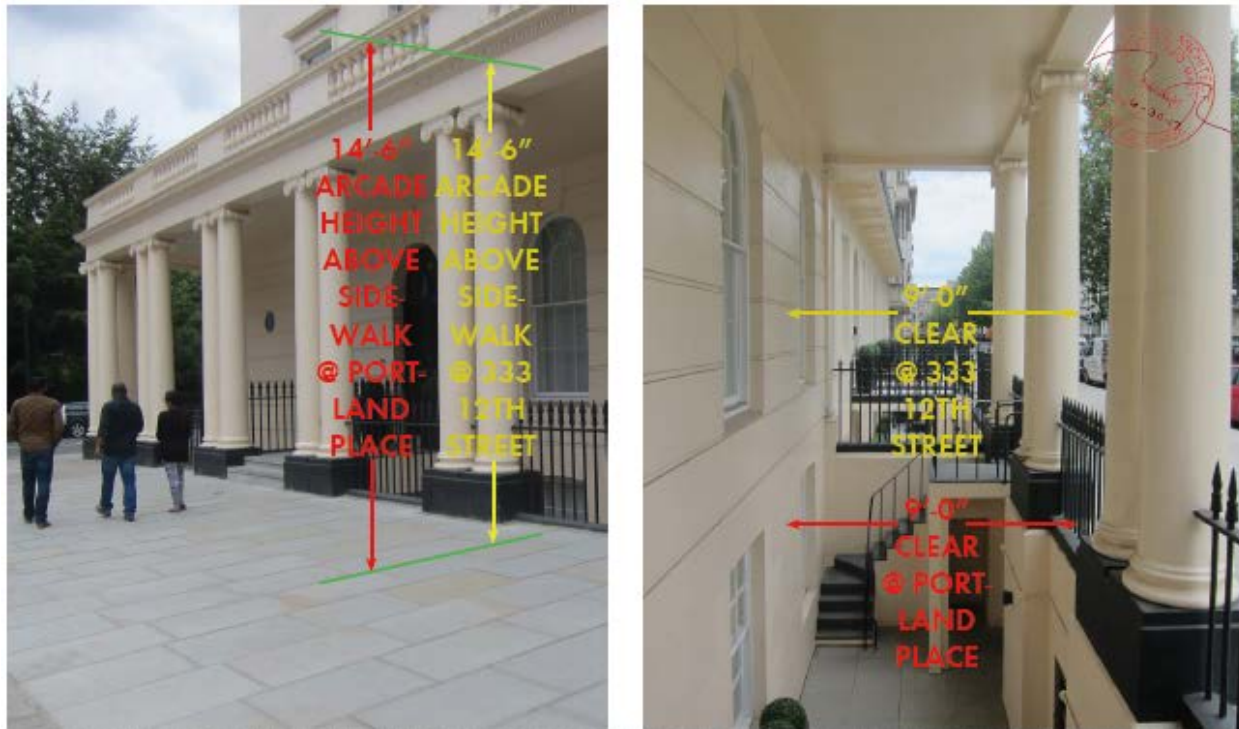 14'-6"
ARCADE
HEIGHT
ABOVE
SIDE-
WALK
@ PORT-
LAND
PLACE
14'-6"
ARCADE
HEIGHT
ABOVE
SIDE-
WALK
@ 333
12TH
STREET
9'-0"
CLEAR
@ 333
12TH
STREET
9'-0"
CLEAR
@ PORT-
LAND
PLACE